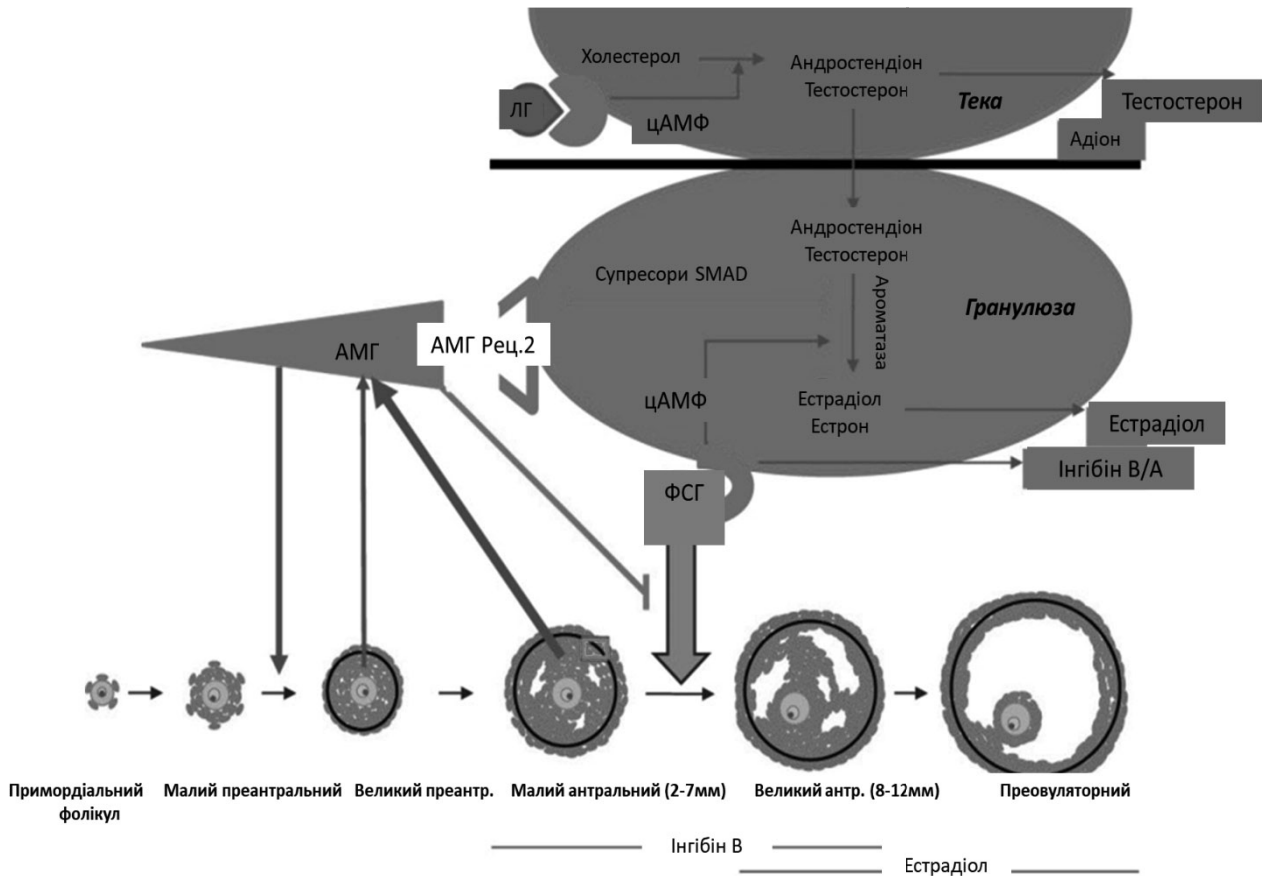 Холестерол
Андростендіон
Тестостерон
ЛГ
цАМФ
Тека
Тестостерон
Адіон
Андростендіон
Тестостерон
Супресори SMAD
Ароматаза
Гранулюза
АМГ
АМГ Рец.2
цАМФ
Естрадіол
Естрон
Естрадіол
Інгібін В/А
ФСГ
Примордіальний
фолікул
Малий преантральний
Великий преантр.
Малий антральний (2-7мм)
Великий антр. (8-12мм)
Преовуляторний
Інгібін В
Естрадіол